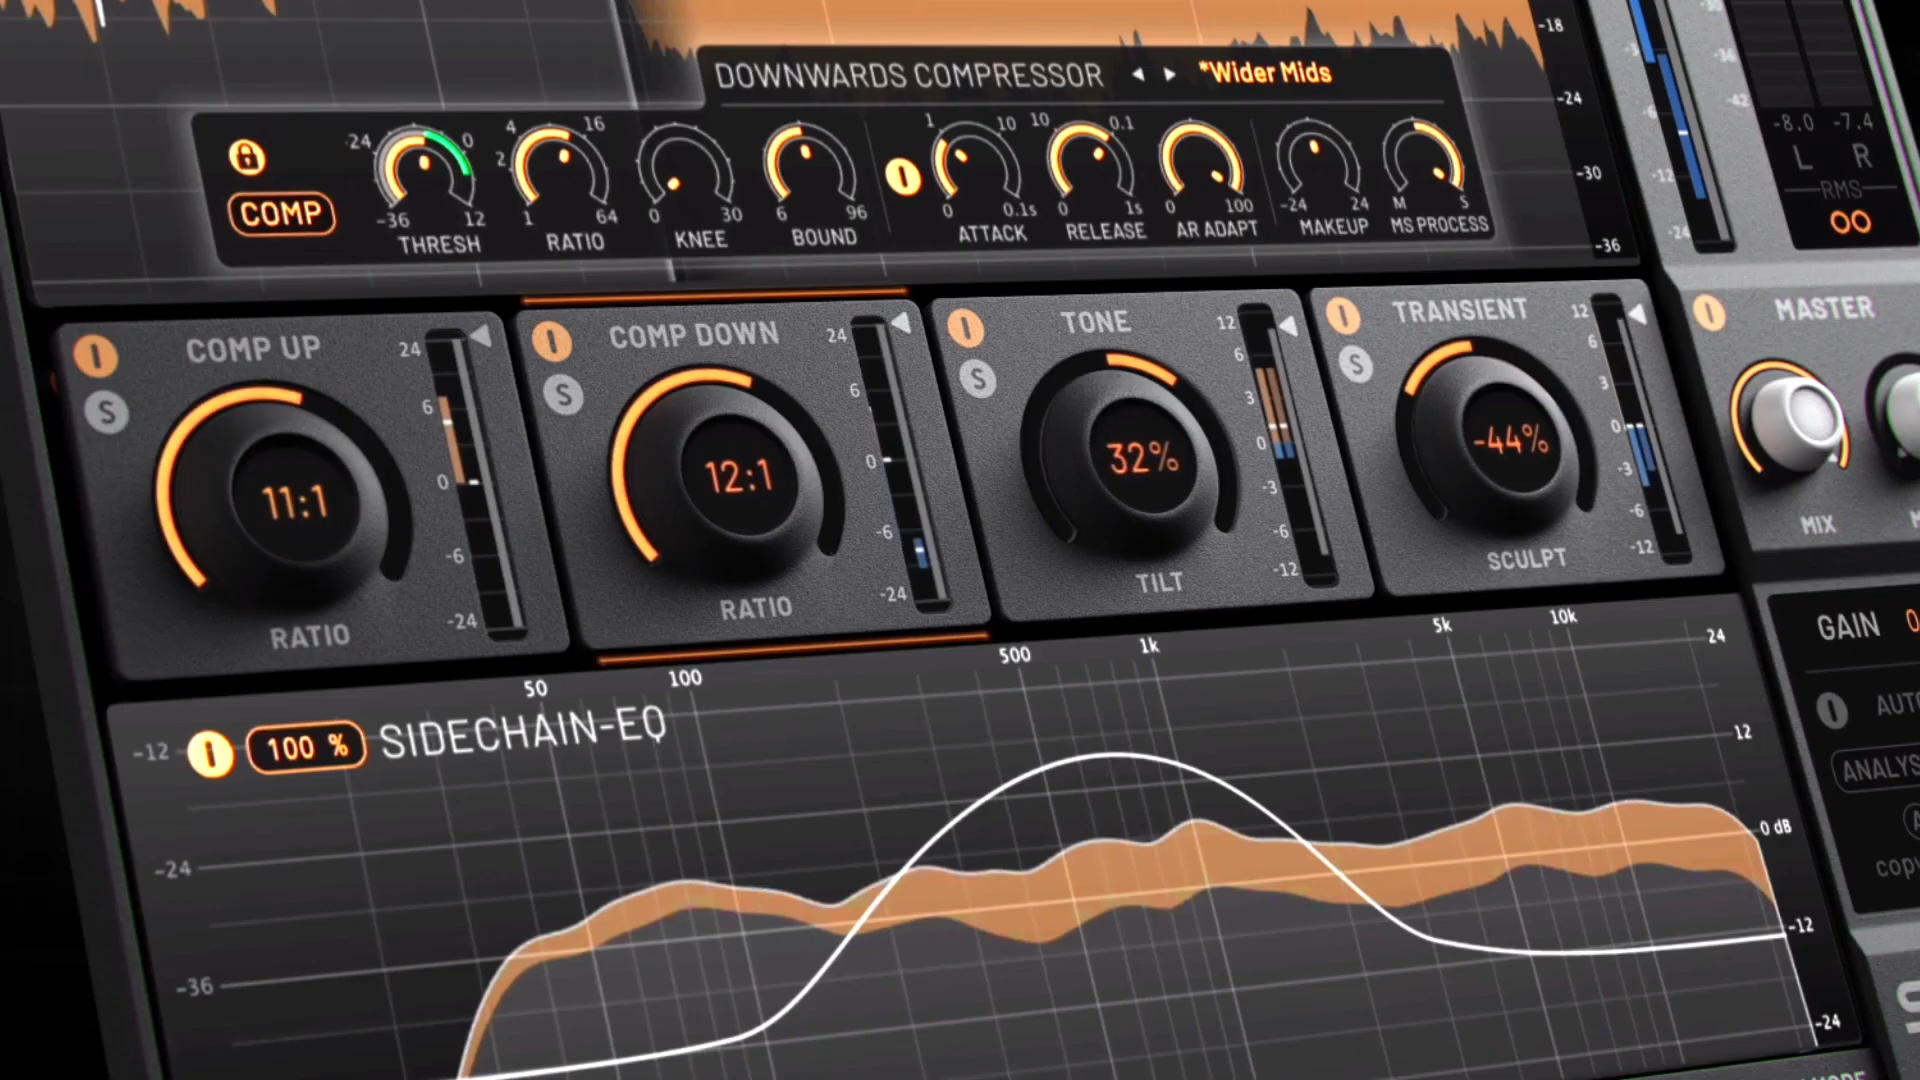 -18
-24
-30
-36
DOWNWARDS COMPRESSOR *Wider Mids
COMP
-24 0
-36 12
THRESH
4 16
2
1 64
RATIO
0 30
KNEE
6 96
BOUND
1 10
0 0.1s
ATTACK
10 0.1
0 1s
RELEASE
0 100
AR ADAPT
-24 24
MAKEUP
M S
MS PROCESS
-36
-6 -42
-12
-24
-8.0 -7.4
L R
RMS
COMP UP
S
11:1
RATIO
24
6
0
-6
-24
COMP DOWN
S
12:1
RATIO
24
6
0
-6
-24
TONE
S
32%
TILT
12
6
3
0
-3
-6
-12
TRANSIENT
S
-44%
SCULPT
12
6
3
0
-3
-6
-12
MASTER
MIX
50 100 500 1k 5k 10k
100 % SIDECHAIN-EQ
-12
-24
-36
24
12
0 dB
-12
-24
GAIN